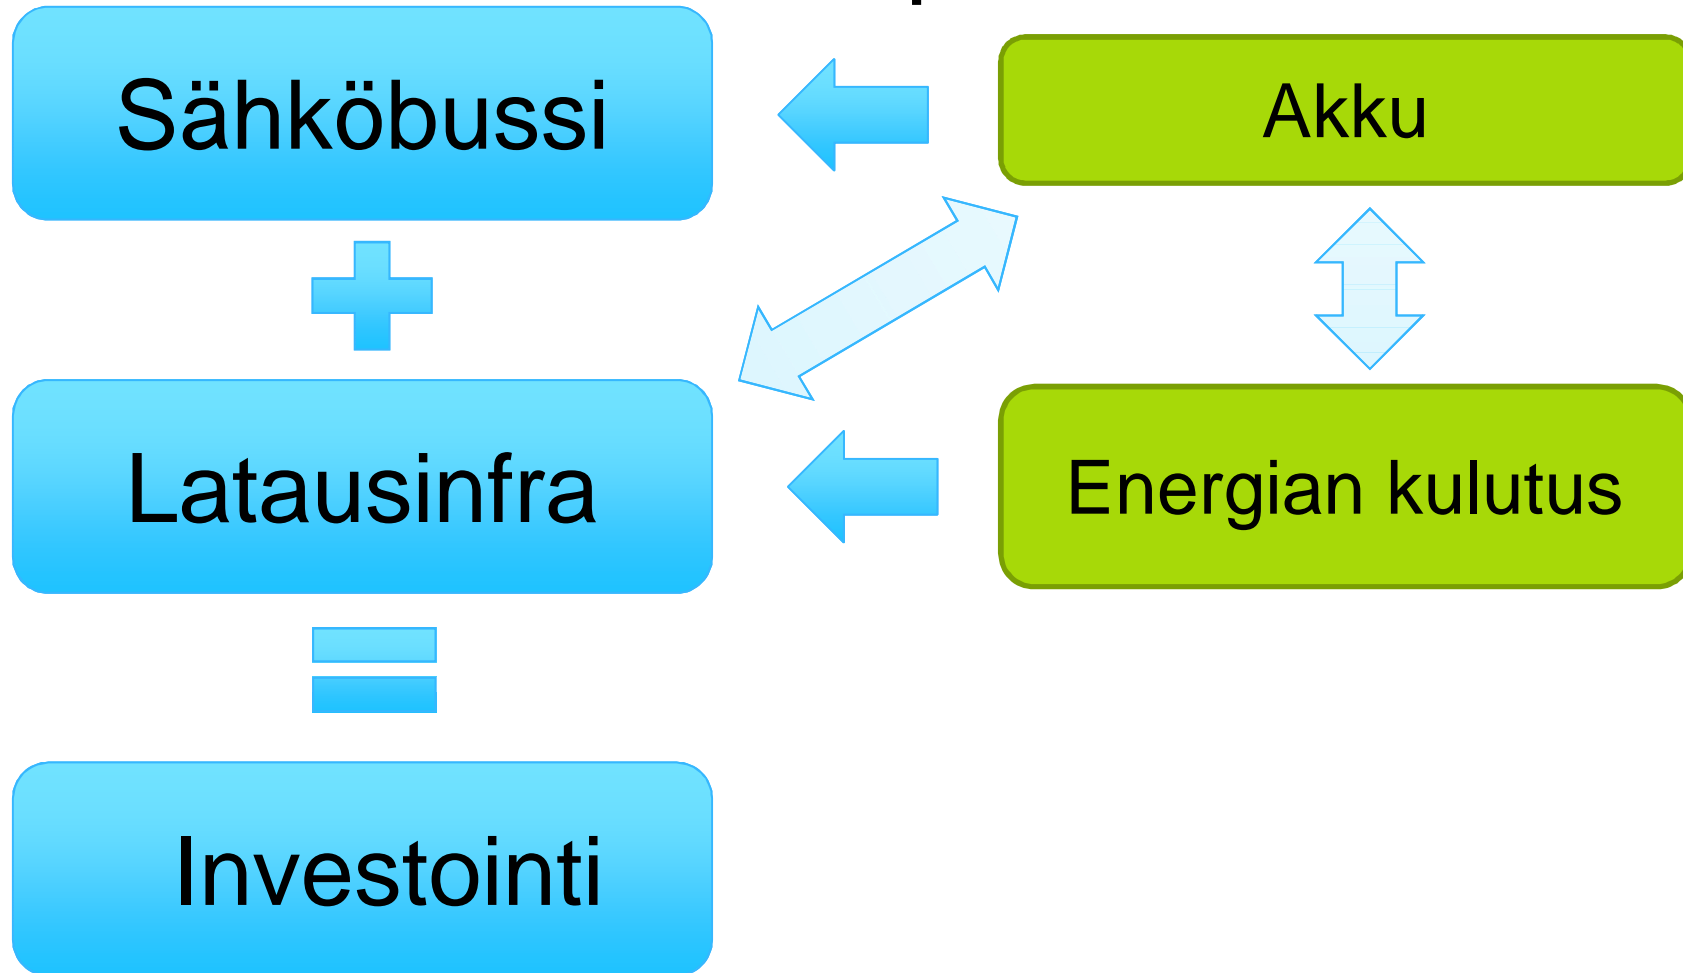 Sähköbussi
Akku
Latausinfra
Energian kulutus
Investointi